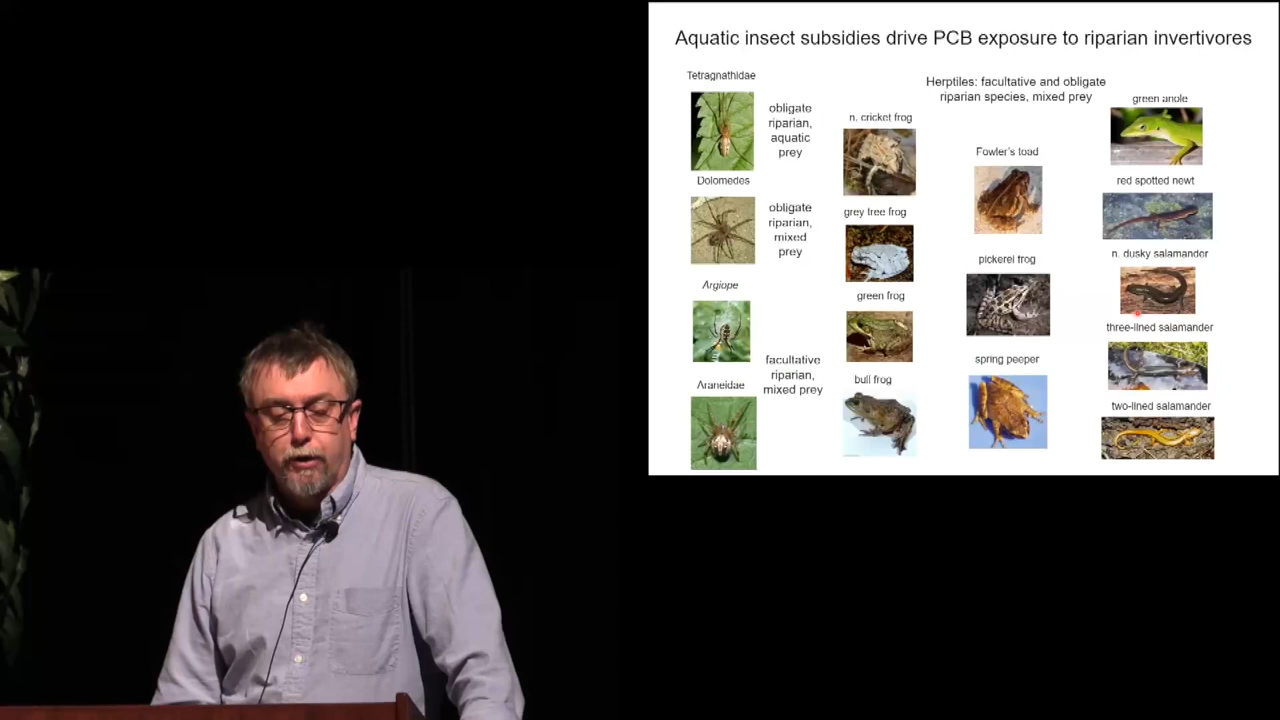 Aquatic insect subsidies drive PCB exposure to riparian invertivores
Tetragnathidae
obligate
riparian,
aquatic
prey
Dolomedes
obligate
riparian,
mixed
prey
Argiope
facultative
riparian,
mixed prey
Araneidae
Herptiles: facultative and obligate
riparian species, mixed prey
n. cricket frog
grey tree frog
green frog
bull frog
Fowler's toad
pickerel frog
spring peeper
green anole
red spotted newt
n. dusky salamander
three-lined salamander
two-lined salamander